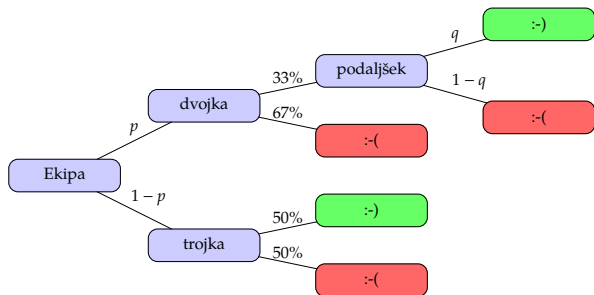 q
:-)
podaljšek
33%
1 − q
dvojka
:-(
p
67%
:-(
Ekipa
1 − p
50%
:-)
trojka
50%
:-(